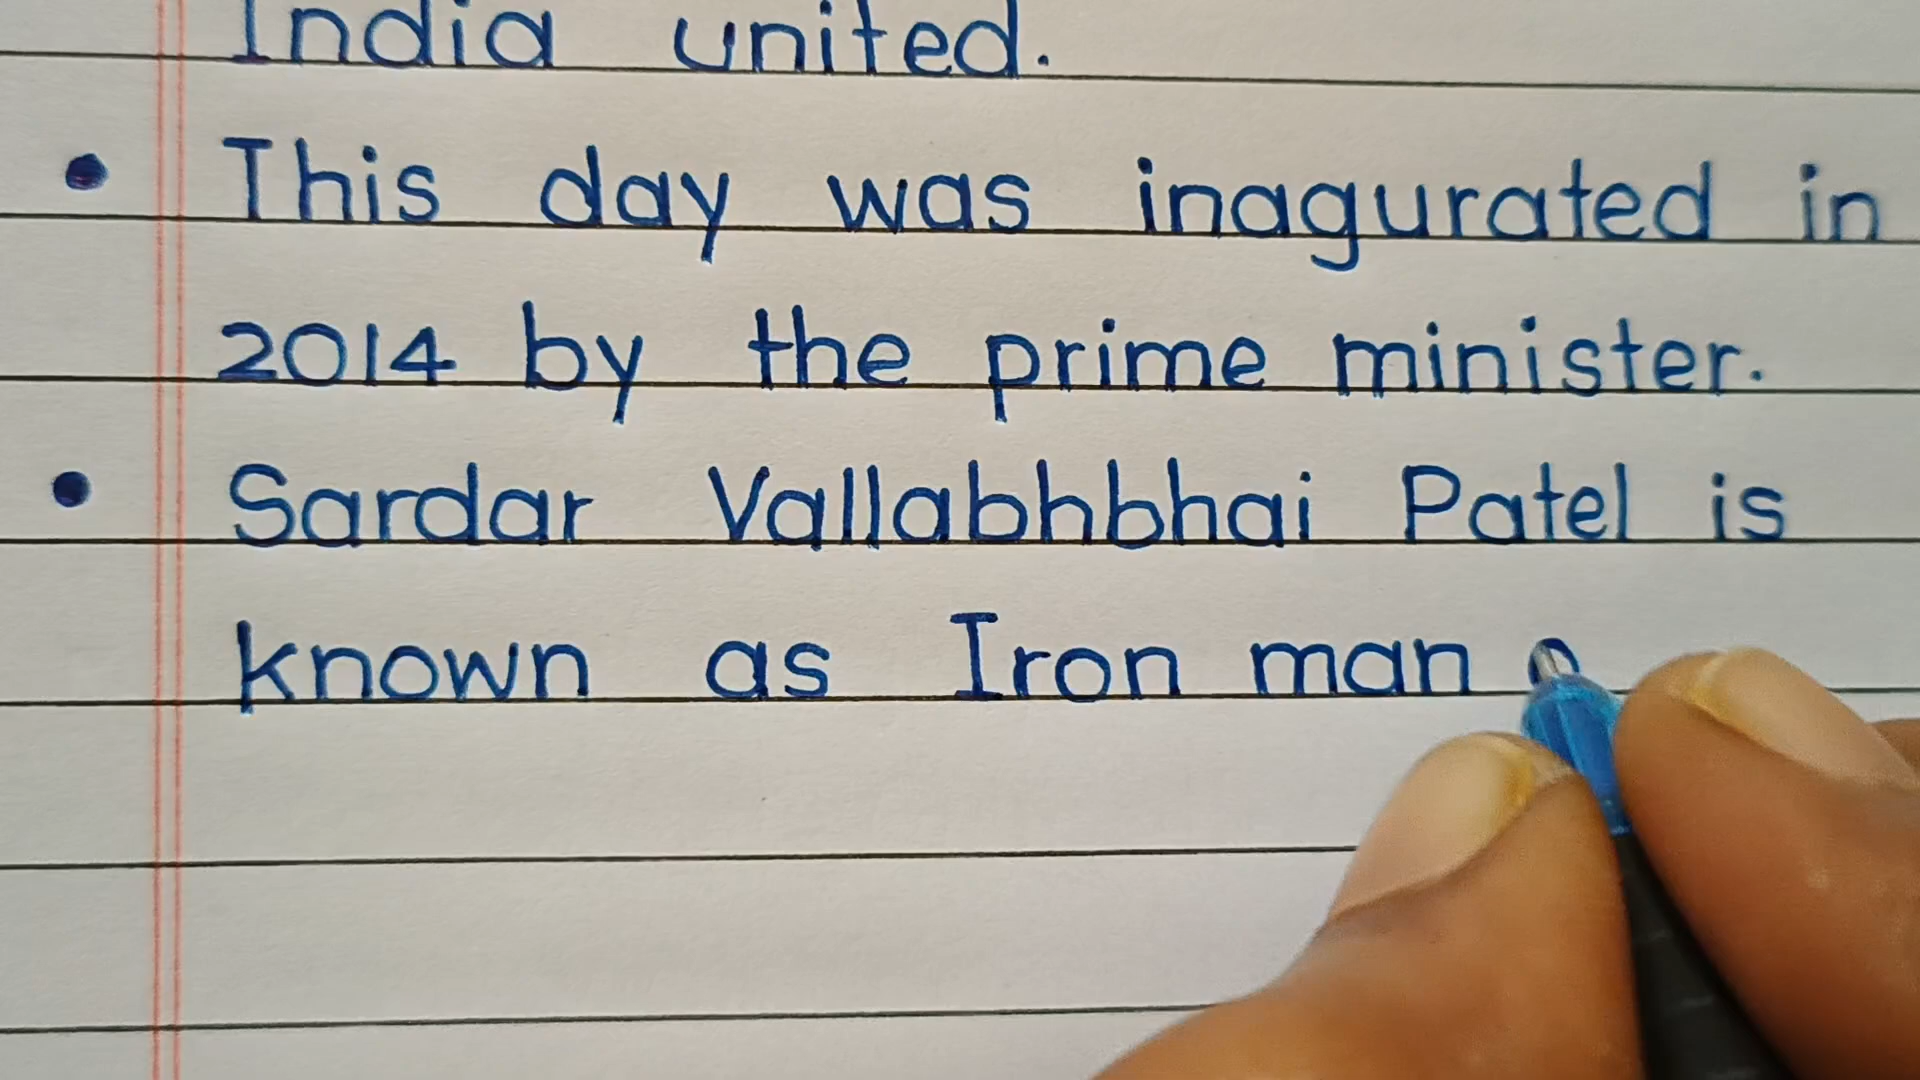 India united.
• This day was inagurated in
2014 by the prime minister.
• Sardar Vallabhbhai Patel is
known as Iron man